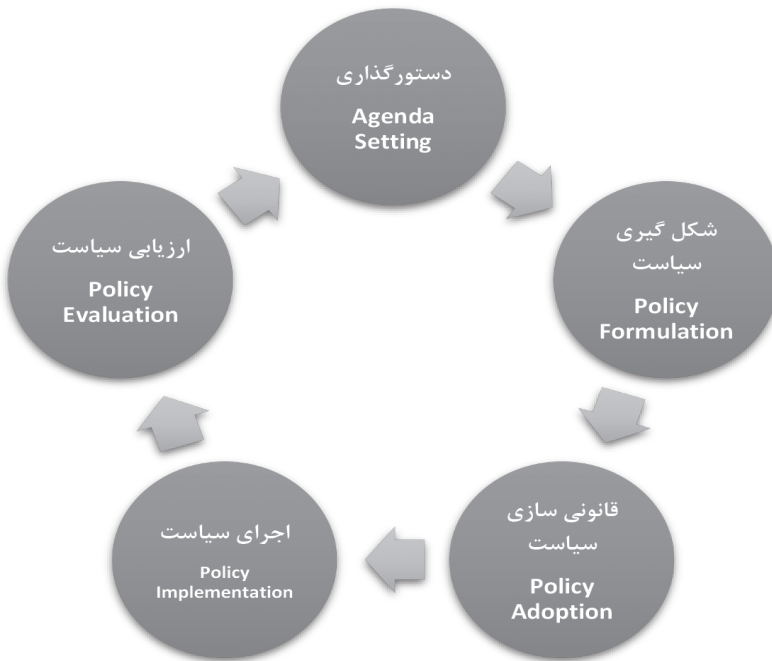 دستورگذاری
Agenda
Setting
شکل گیری
سیاست
Policy
Formulation
قانونی سازی
سیاست
Policy
Adoption
اجرای سیاست
Policy
Implementation
ارزیابی سیاست
Policy
Evaluation